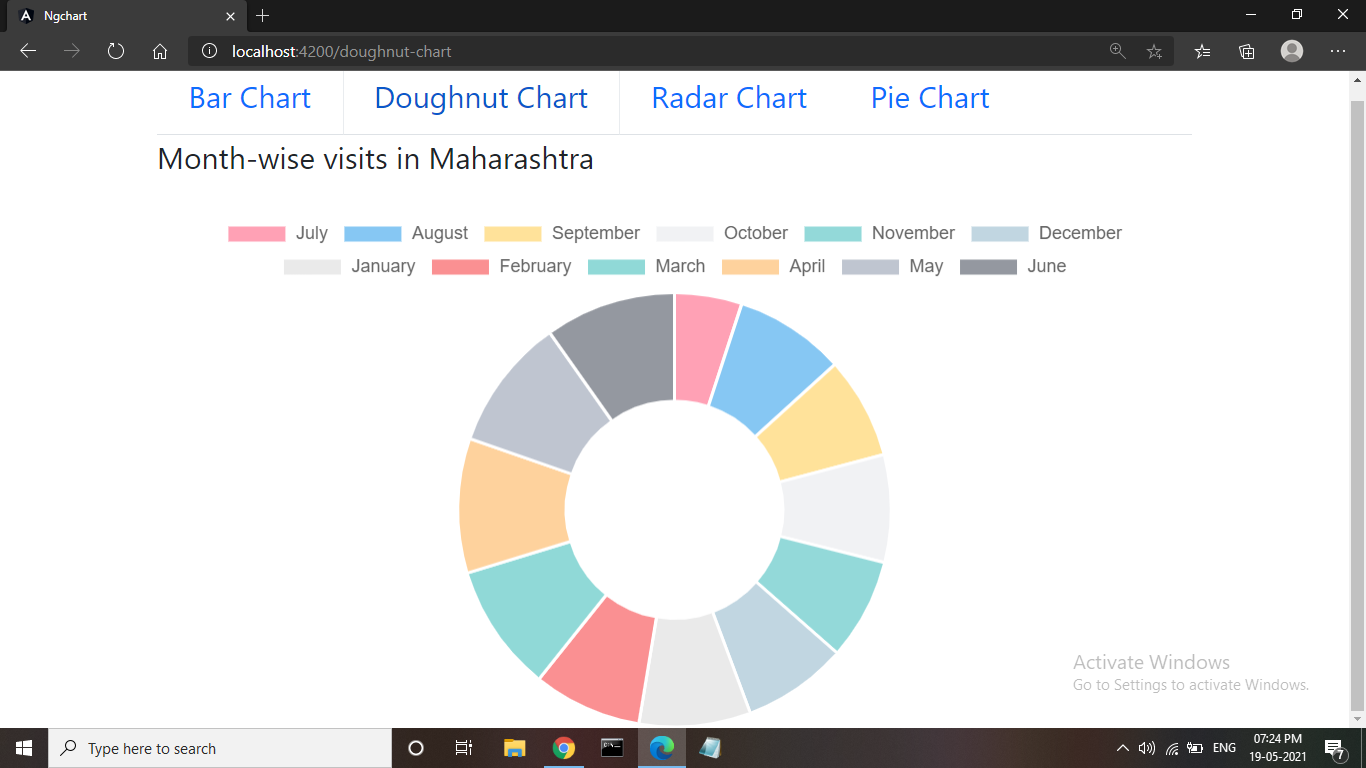 Ngchart
localhost:4200/doughnut-chart
Bar Chart Doughnut Chart Radar Chart Pie Chart
Month-wise visits in Maharashtra
July August September October November December
January February March April May June
Activate Windows
Go to Settings to activate Windows.
Type here to search
ENG
07:24 PM
19-05-2021
7